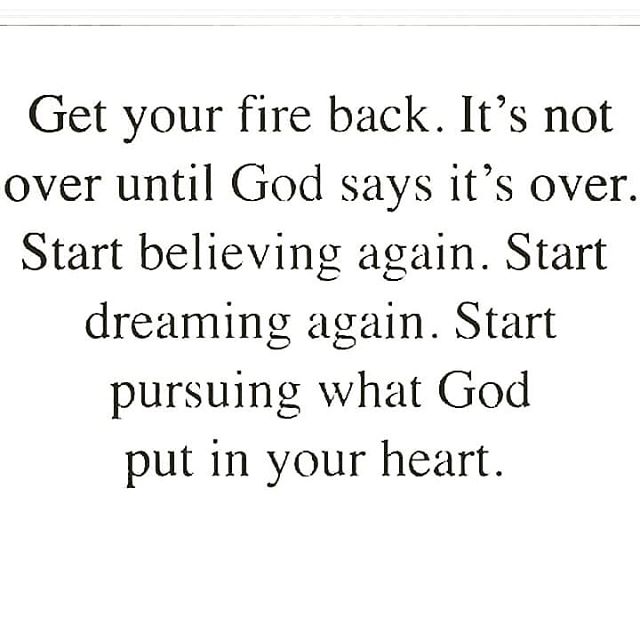 Get your fire back. It’s not
over until God says it’s over.
Start believing again. Start
dreaming again. Start
pursuing what God
put in your heart.